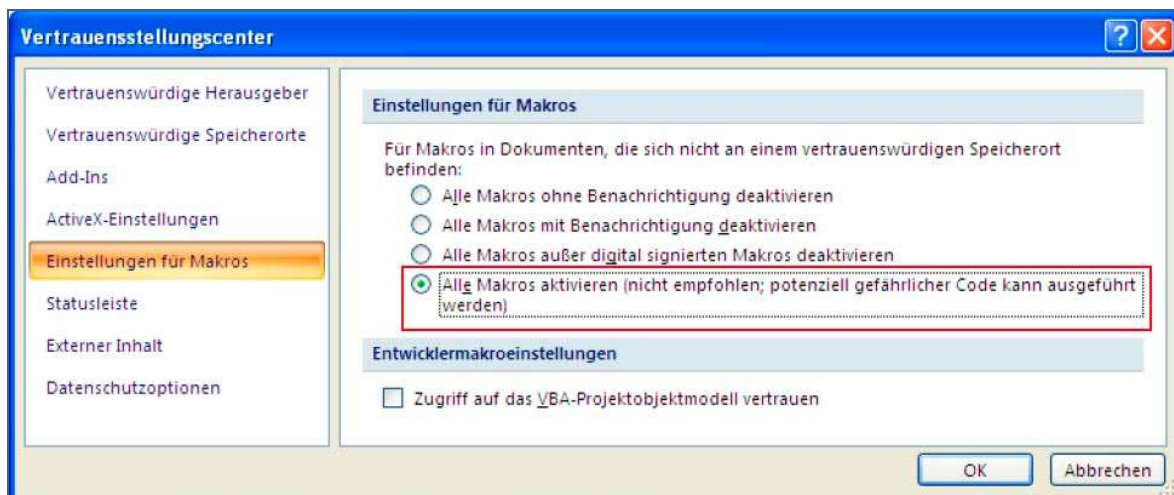 Vertrauensstellungscenter
Vertrauenswürdige Herausgeber
Vertrauenswürdige Speicherorte
Add-Ins
ActiveX-Einstellungen
Einstellungen für Makros
Statusleiste
Externer Inhalt
Datenschutzoptionen
Einstellungen für Makros
Für Makros in Dokumenten, die sich nicht an einem vertrauenswürdigen Speicherort
befinden:
Alle Makros ohne Benachrichtigung deaktivieren
Alle Makros mit Benachrichtigung deaktivieren
Alle Makros außer digital signierten Makros deaktivieren
Alle Makros aktivieren (nicht empfohlen; potenziell gefährlicher Code kann ausgeführt
werden)
Entwicklermakroeinstellungen
Zugriff auf das VBA-Projektobjektmodell vertrauen
OK
Abbrechen